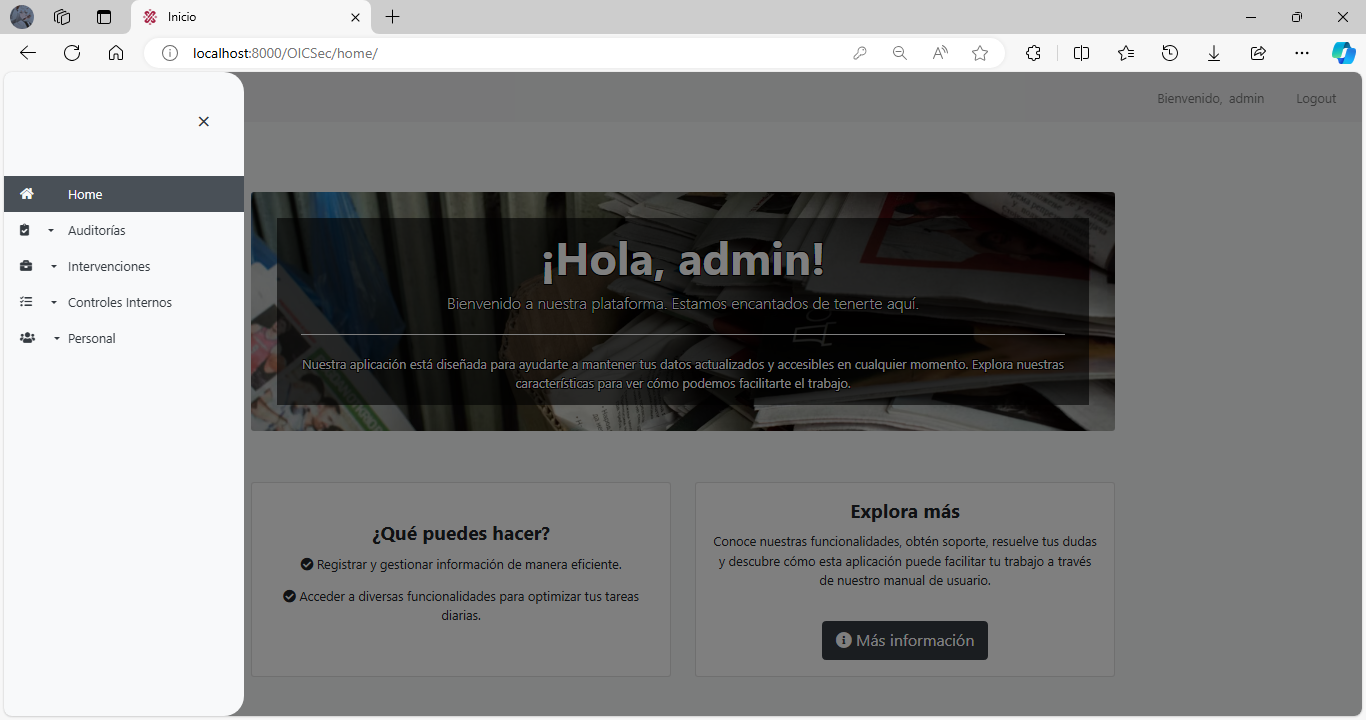 Inicio
localhost:8000/OICSec/home/
Bienvenido, admin
Logout
Home
Auditorías
Intervenciones
Controles Internos
Personal
¡Hola, admin!
Bienvenido a nuestra plataforma. Estamos encantados de tenerte aquí.
Nuestra aplicación está diseñada para ayudarte a mantener tus datos actualizados y accesibles en cualquier momento. Explora nuestras
características para ver cómo podemos facilitarte el trabajo.
¿Qué puedes hacer?
Registrar y gestionar información de manera eficiente.
Acceder a diversas funcionalidades para optimizar tus tareas
diarias.
Explora más
Conoce nuestras funcionalidades, obtén soporte, resuelve tus dudas
y descubre cómo esta aplicación puede facilitar tu trabajo a través
de nuestro manual de usuario.
Más información